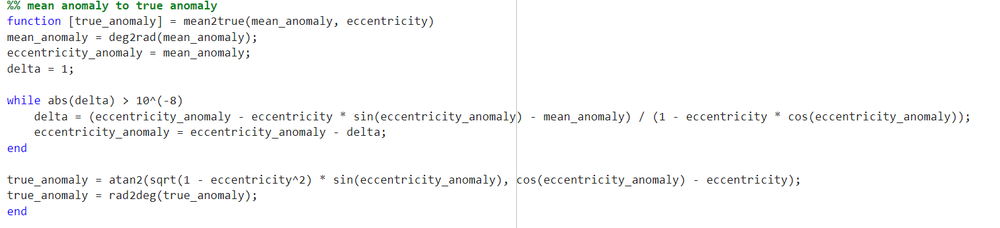 %% mean anomaly to true anomaly
function [true_anomaly] = mean2true(mean_anomaly, eccentricity)
mean_anomaly = deg2rad(mean_anomaly);
eccentricity_anomaly = mean_anomaly;
delta = 1;
while abs(delta) > 10^(-8)
    delta = (eccentricity_anomaly - eccentricity * sin(eccentricity_anomaly) - mean_anomaly) / (1 - eccentricity * cos(eccentricity_anomaly));
    eccentricity_anomaly = eccentricity_anomaly - delta;
end
true_anomaly = atan2(sqrt(1 - eccentricity^2) * sin(eccentricity_anomaly), cos(eccentricity_anomaly) - eccentricity);
true_anomaly = rad2deg(true_anomaly);
end